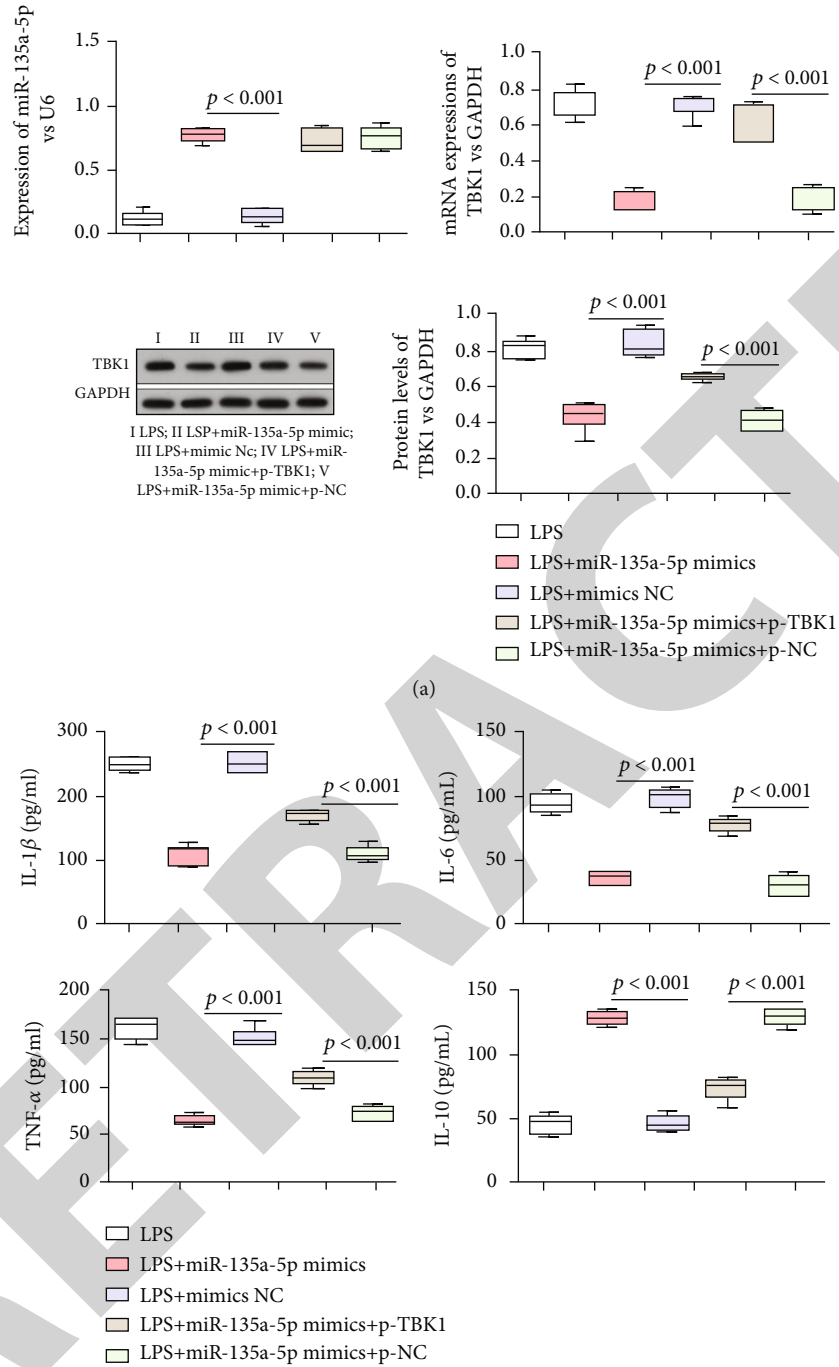 Expression of miR-135a-5p
vs U6
1.5
1.0
0.5
0.0
p < 0.001
mRNA expressions of
TBK1 vs GAPDH
1.0
0.8
0.6
0.4
0.2
0.0
p < 0.001
p < 0.001
I II III IV V
TBK1
GAPDH
I LPS; II LSP+miR-135a-5p mimic;
III LPS+mimic Nc; IV LPS+miR-
135a-5p mimic+p-TBK1; V
LPS+miR-135a-5p mimic+p-NC
Protein levels of
TBK1 vs GAPDH
1.0
0.8
0.6
0.4
0.2
0.0
p < 0.001
p < 0.001
LPS
LPS+miR-135a-5p mimics
LPS+mimics NC
LPS+miR-135a-5p mimics+p-TBK1
LPS+miR-135a-5p mimics+p-NC
(a)
IL-1β (pg/ml)
300
200
100
0
p < 0.001
p < 0.001
IL-6 (pg/mL)
150
100
50
0
p < 0.001
p < 0.001
TNF-α (pg/ml)
200
150
100
50
0
p < 0.001
p < 0.001
IL-10 (pg/mL)
150
100
50
0
p < 0.001
p < 0.001
LPS
LPS+miR-135a-5p mimics
LPS+mimics NC
LPS+miR-135a-5p mimics+p-TBK1
LPS+miR-135a-5p mimics+p-NC
RETRACT